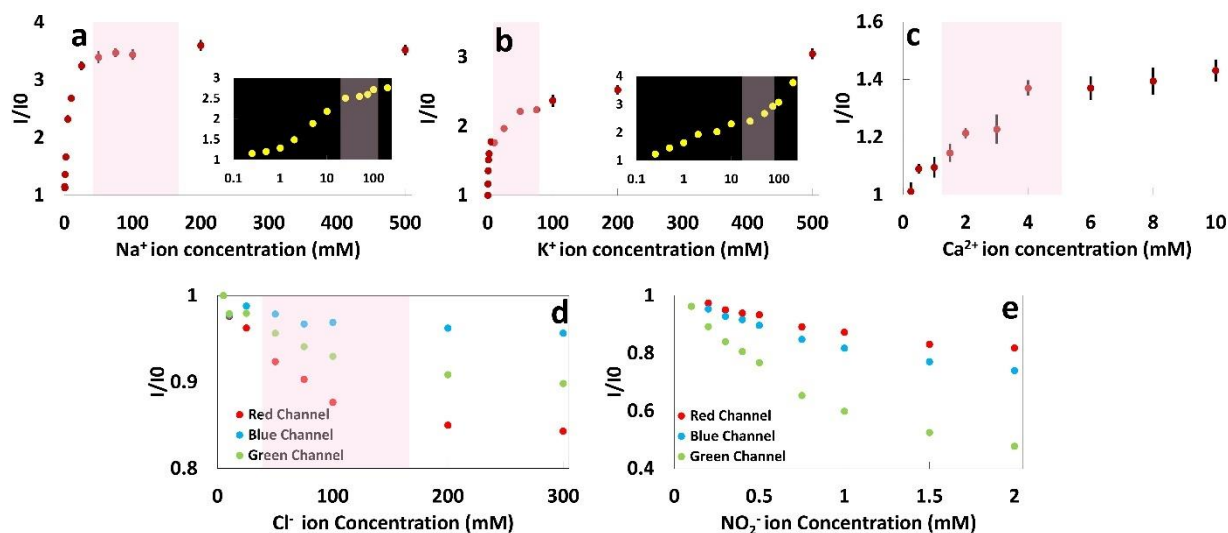 a
I/I0
4
3
2
1
3
2.5
2
1.5
1
0.1 1 10 100
0 100 200 300 400 500
Na⁺ ion concentration (mM)
b
I/I0
3
2
1
4
3
2
1
0.1 1 10 100
0 100 200 300 400 500
K⁺ ion concentration (mM)
c
I/I0
1.6
1.4
1.2
1
0 2 4 6 8 10
Ca²⁺ ion concentration (mM)
d
I/I0
1
0.9
0.8
Red Channel
Blue Channel
Green Channel
0 100 200 300
Cl⁻ ion Concentration (mM)
e
I/I0
1
0.8
0.6
0.4
Red Channel
Blue Channel
Green Channel
0 0.5 1 1.5 2
NO₂⁻ ion Concentration (mM)